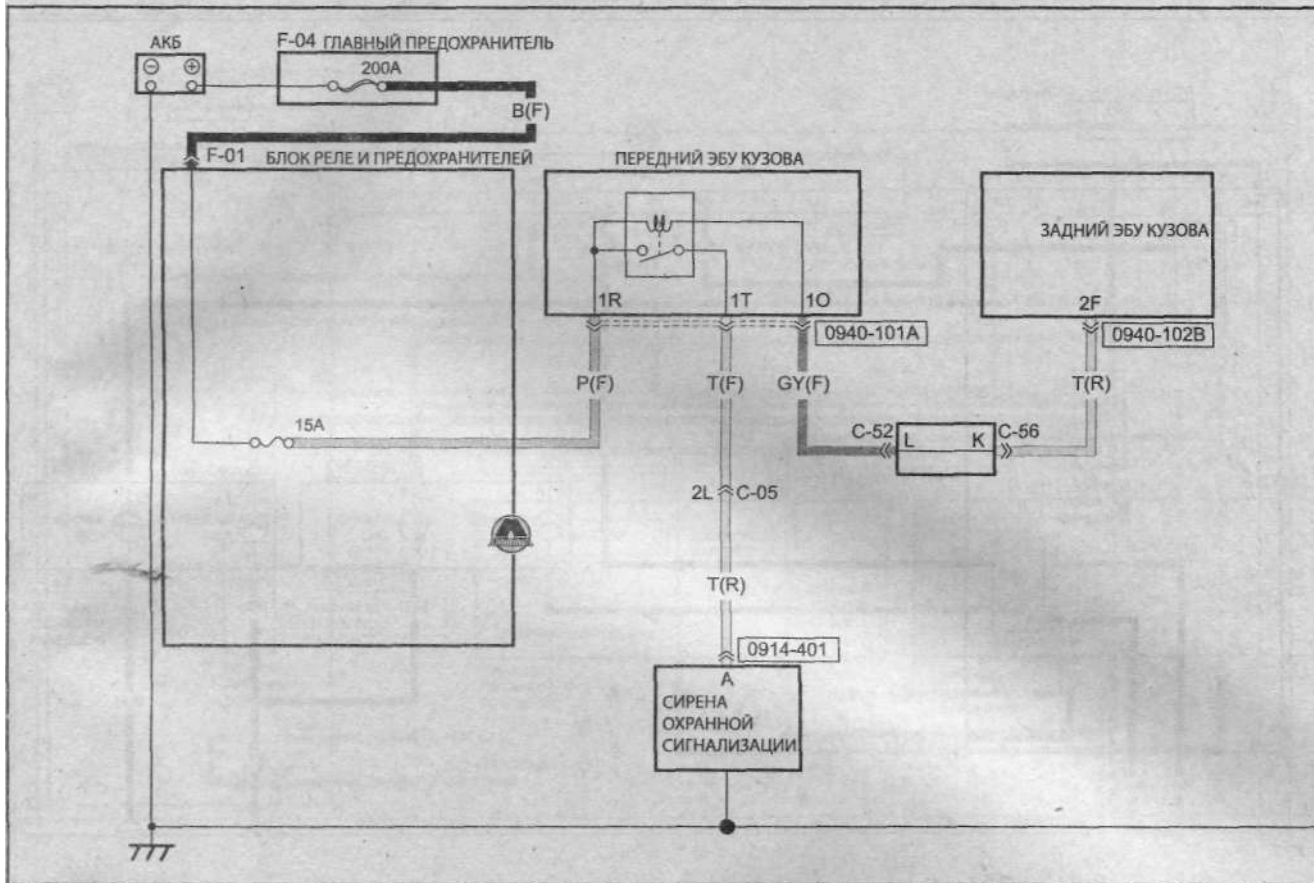 АКБ
F-04 ГЛАВНЫЙ ПРЕДОХРАНИТЕЛЬ
200A
B(F)
F-01 БЛОК РЕЛЕ И ПРЕДОХРАНИТЕЛЕЙ
ПЕРЕДНИЙ ЭБУ КУЗОВА
ЗАДНИЙ ЭБУ КУЗОВА
1R 1T 1O
2F
0940-101A
0940-102B
P(F) T(F) GY(F) T(R)
15A
C-52 L K C-56
2L C-05
T(R)
0914-401
A
СИРЕНА
ОХРАННОЙ
СИГНАЛИЗАЦИИ